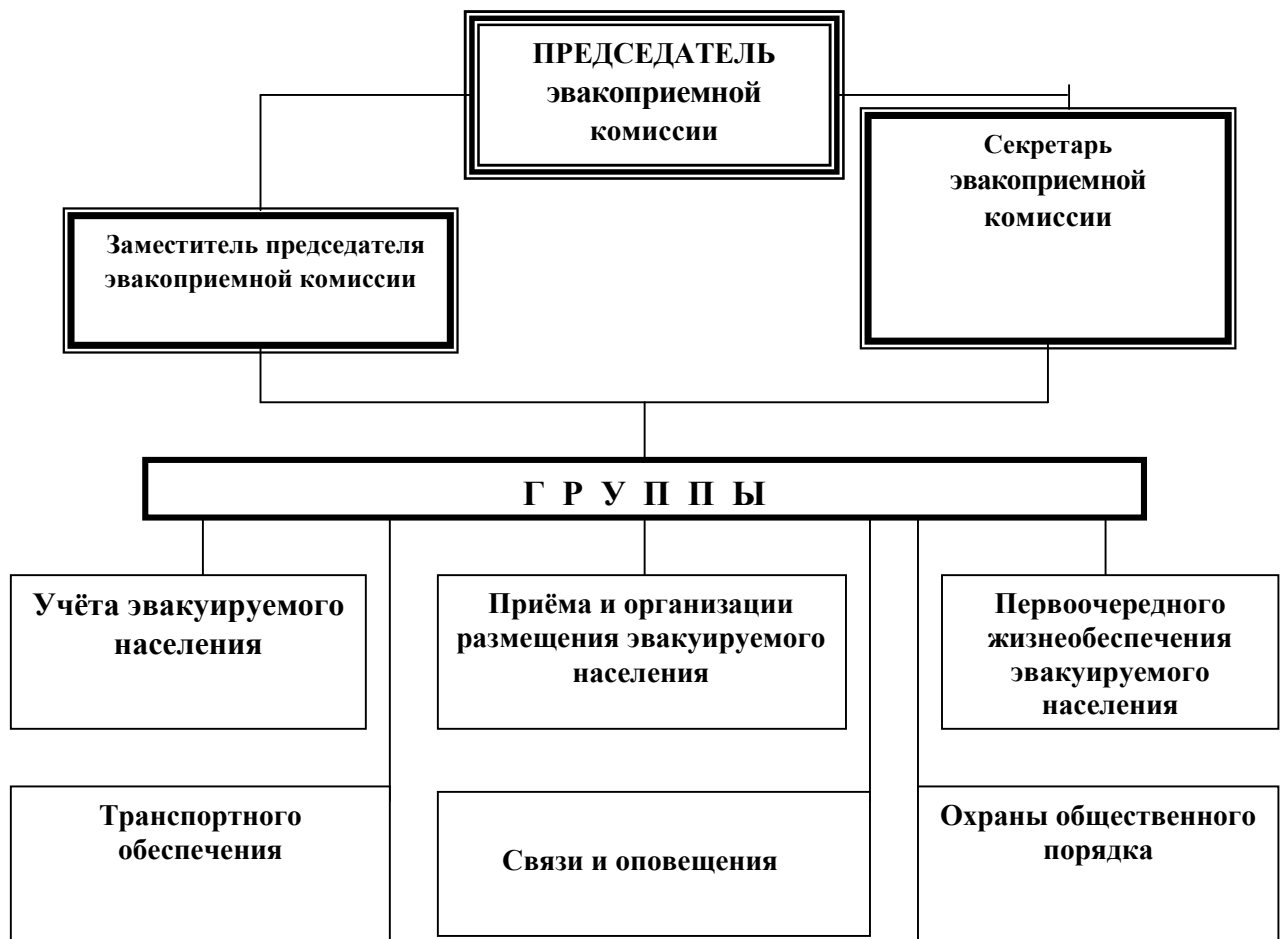 ПРЕДСЕДАТЕЛЬ
эвакоприемной
комиссии
Секретарь
эвакоприемной
комиссии
Заместитель председателя
эвакоприемной комиссии
Г Р У П П Ы
Учёта эвакуируемого
населения
Приёма и организации
размещения эвакуируемого
населения
Первоочередного
жизнеобеспечения
эвакуируемого
населения
Транспортного
обеспечения
Связи и оповещения
Охраны общественного
порядка